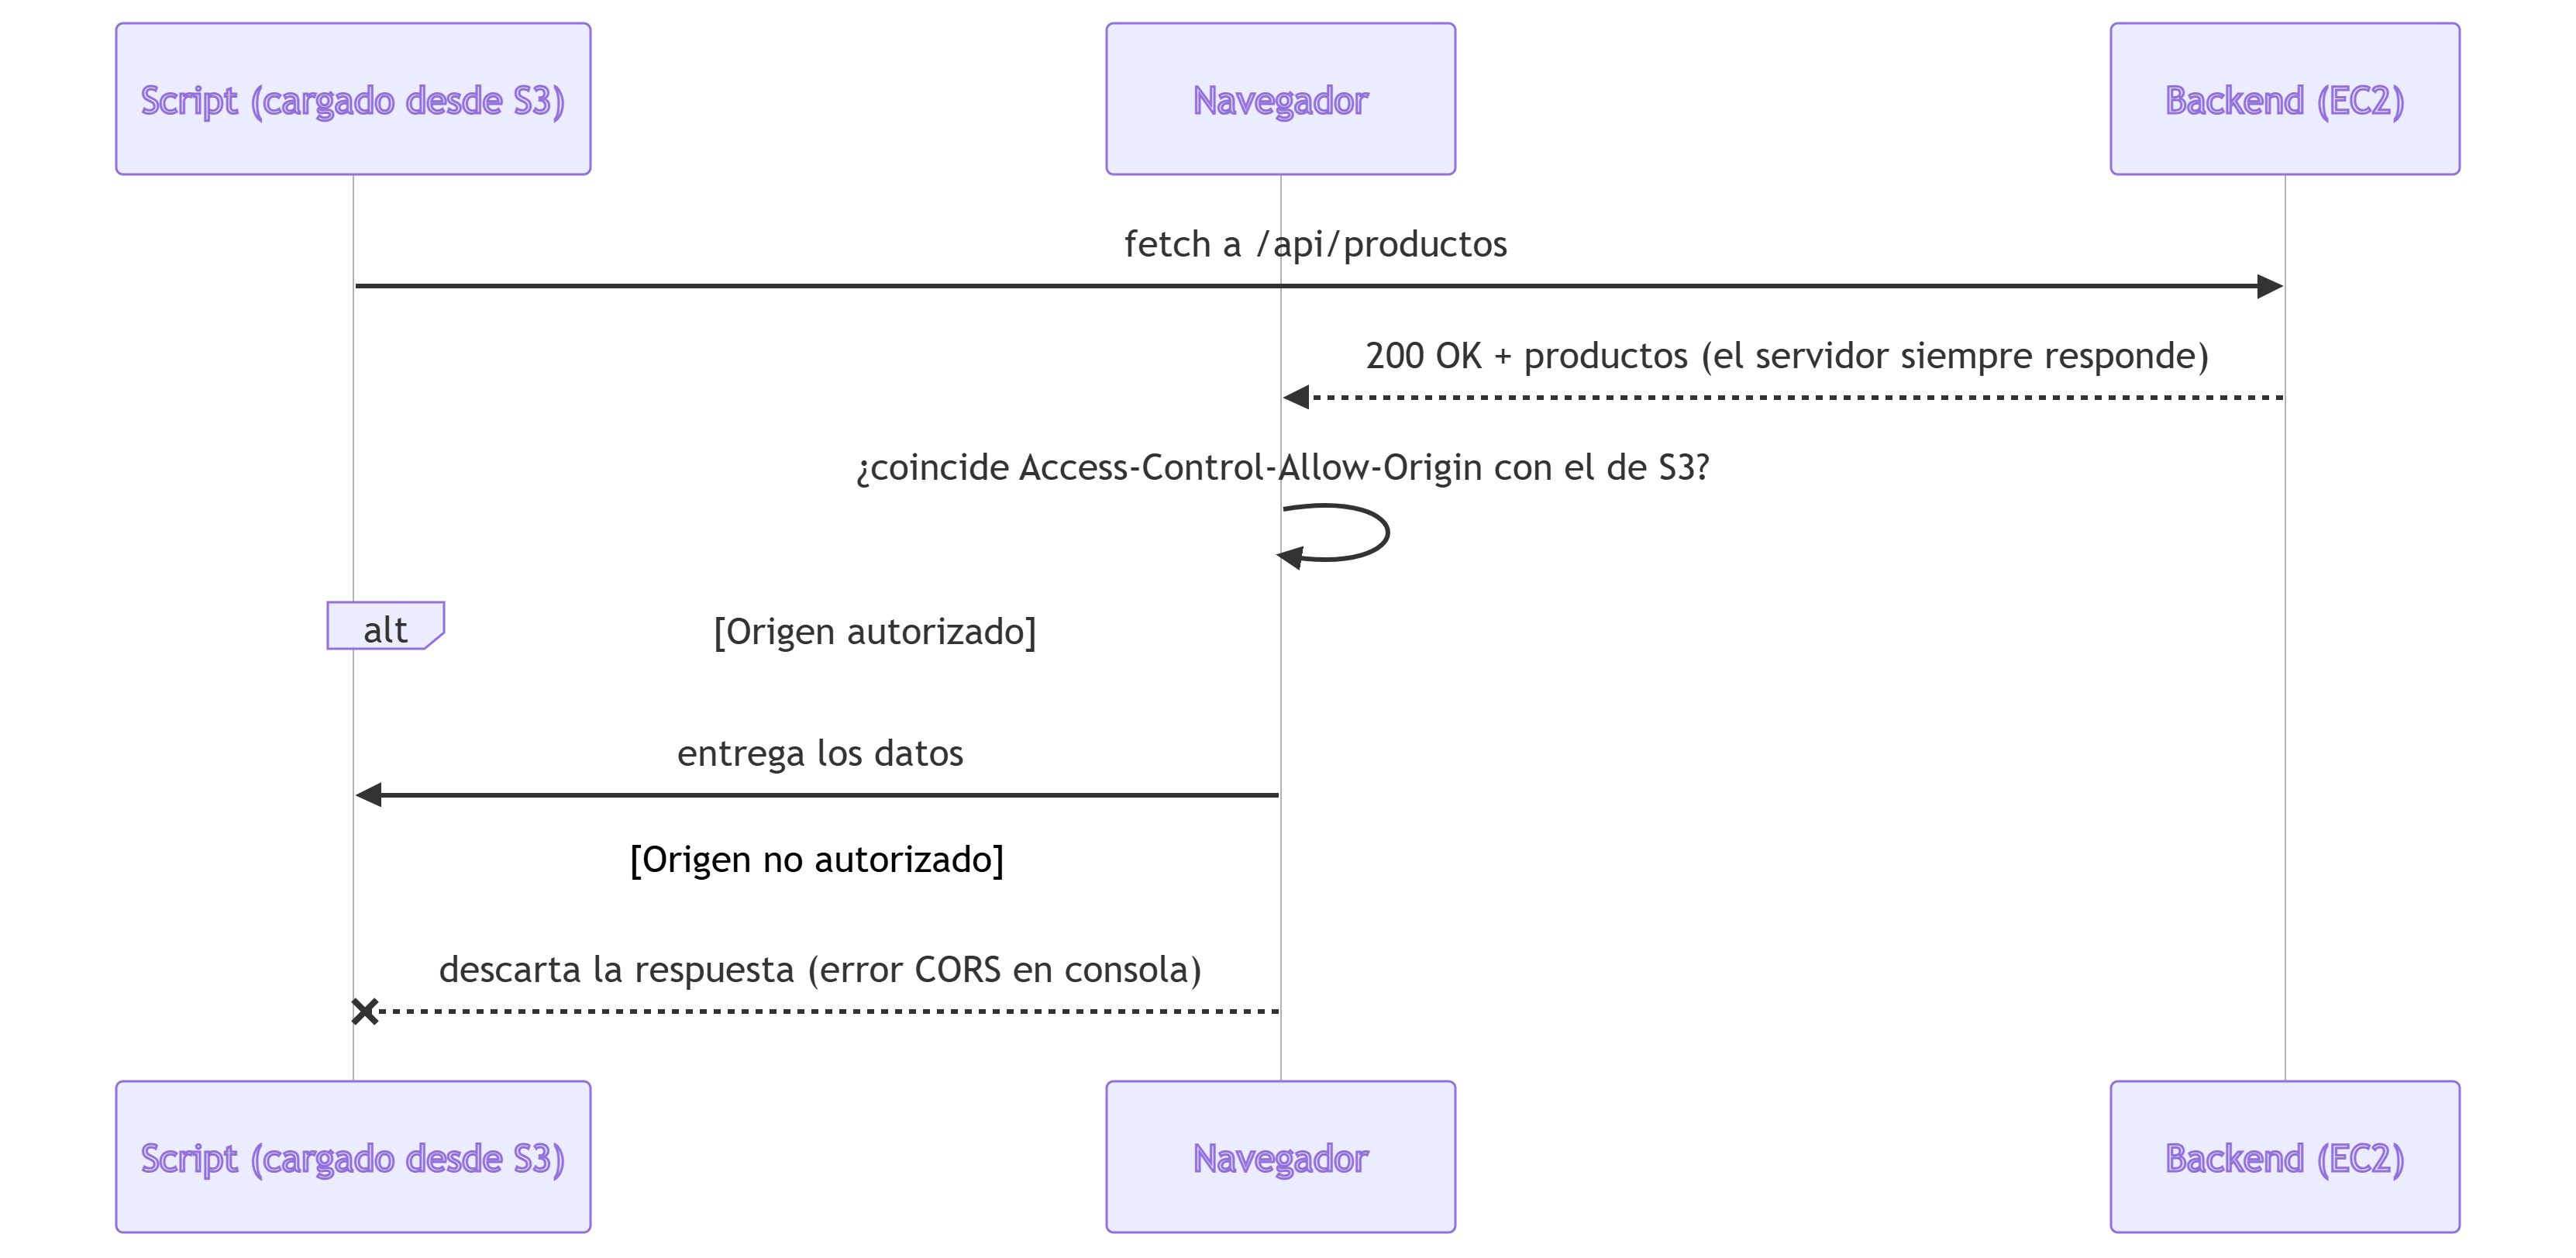 Script (cargado desde S3)
Navegador
Backend (EC2)
fetch a /api/productos
200 OK + productos (el servidor siempre responde)
¿coincide Access-Control-Allow-Origin con el de S3?
alt
[Origen autorizado]
entrega los datos
[Origen no autorizado]
descarta la respuesta (error CORS en consola)
Script (cargado desde S3)
Navegador
Backend (EC2)